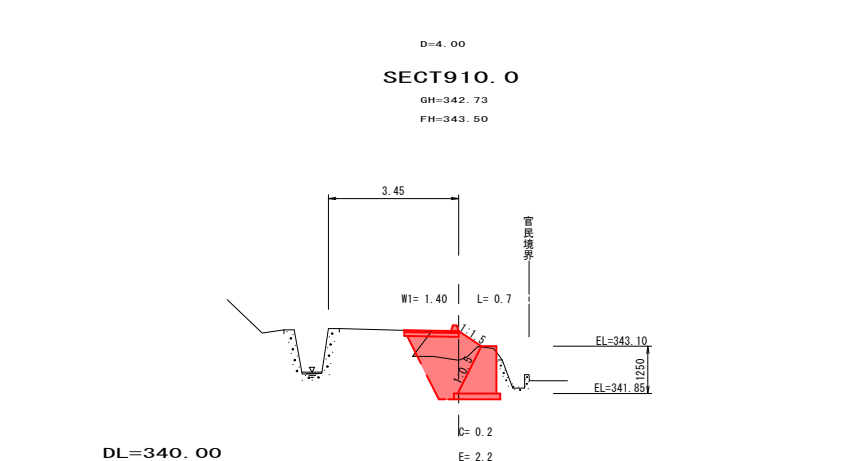 D=4.00
SECT910.0
GH=342.73
FH=343.50
3.45
官民境界
W1= 1.40
L= 0.7
1:1.5
EL=343.10
1:0.5
1250
EL=341.85
C= 0.2
DL=340.00
E= 2.2